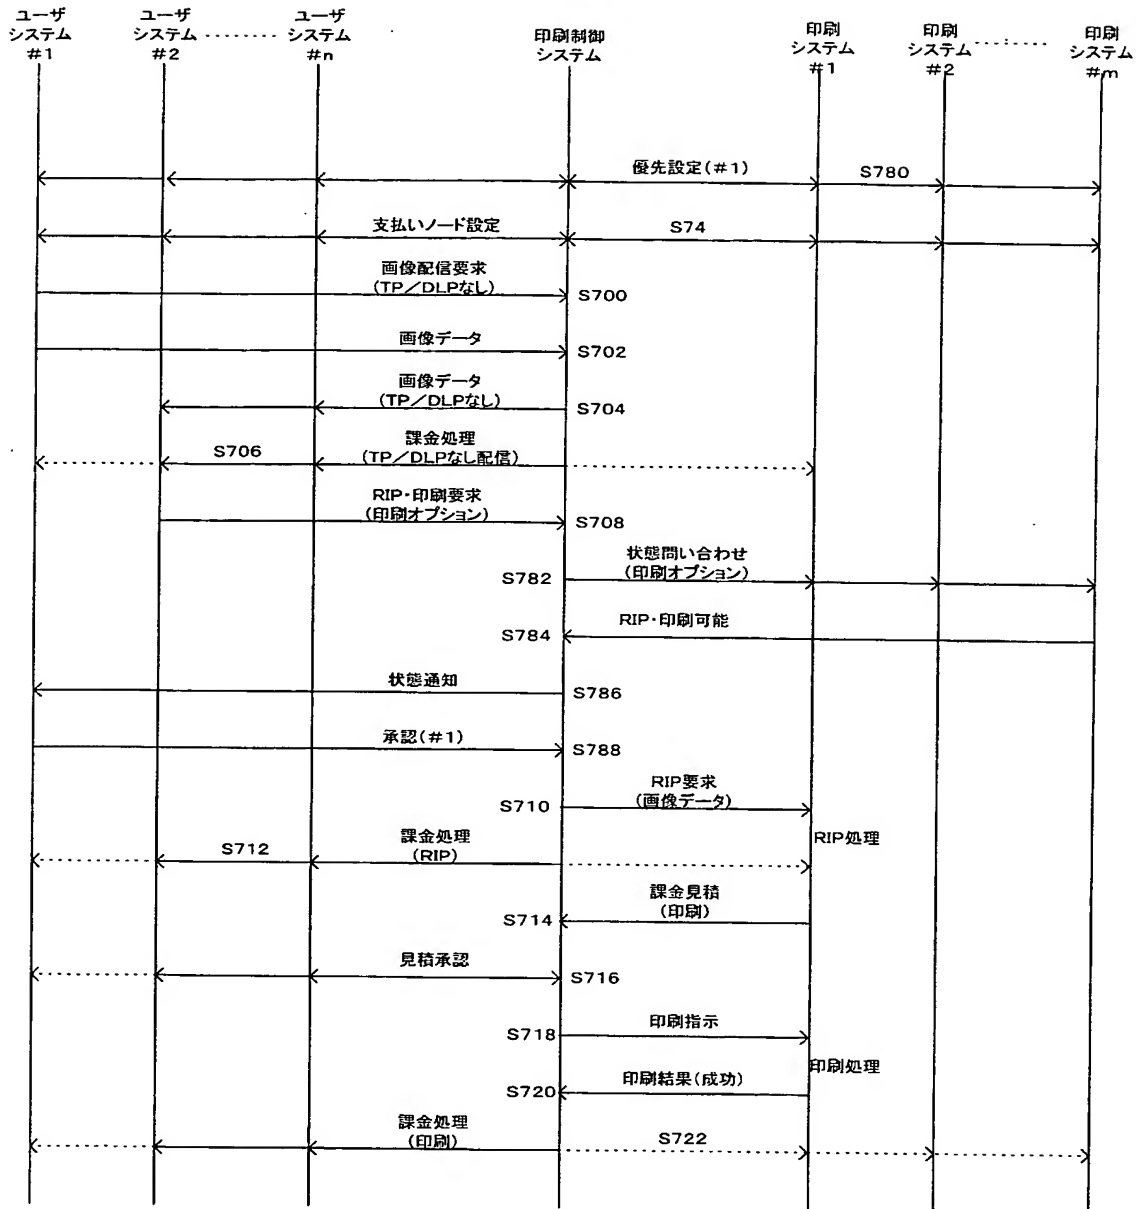 ユーザ
システム
#1
ユーザ
システム
#2
ユーザ
システム
#n
印刷制御
システム
印刷
システム
#1
印刷
システム
#2
印刷
システム
#m
優先設定(#1)
S780
支払いノード設定
S74
画像配信要求
(TP/DLPなし)
S700
画像データ
S702
画像データ
(TP/DLPなし)
S704
課金処理
(TP/DLPなし配信)
S706
RIP・印刷要求
(印刷オプション)
S708
状態問い合わせ
(印刷オプション)
S782
RIP・印刷可能
S784
状態通知
S786
承認(#1)
S788
RIP要求
(画像データ)
S710
RIP処理
課金処理
(RIP)
S712
課金見積
(印刷)
S714
見積承認
S716
印刷指示
S718
印刷処理
印刷結果(成功)
S720
課金処理
(印刷)
S722